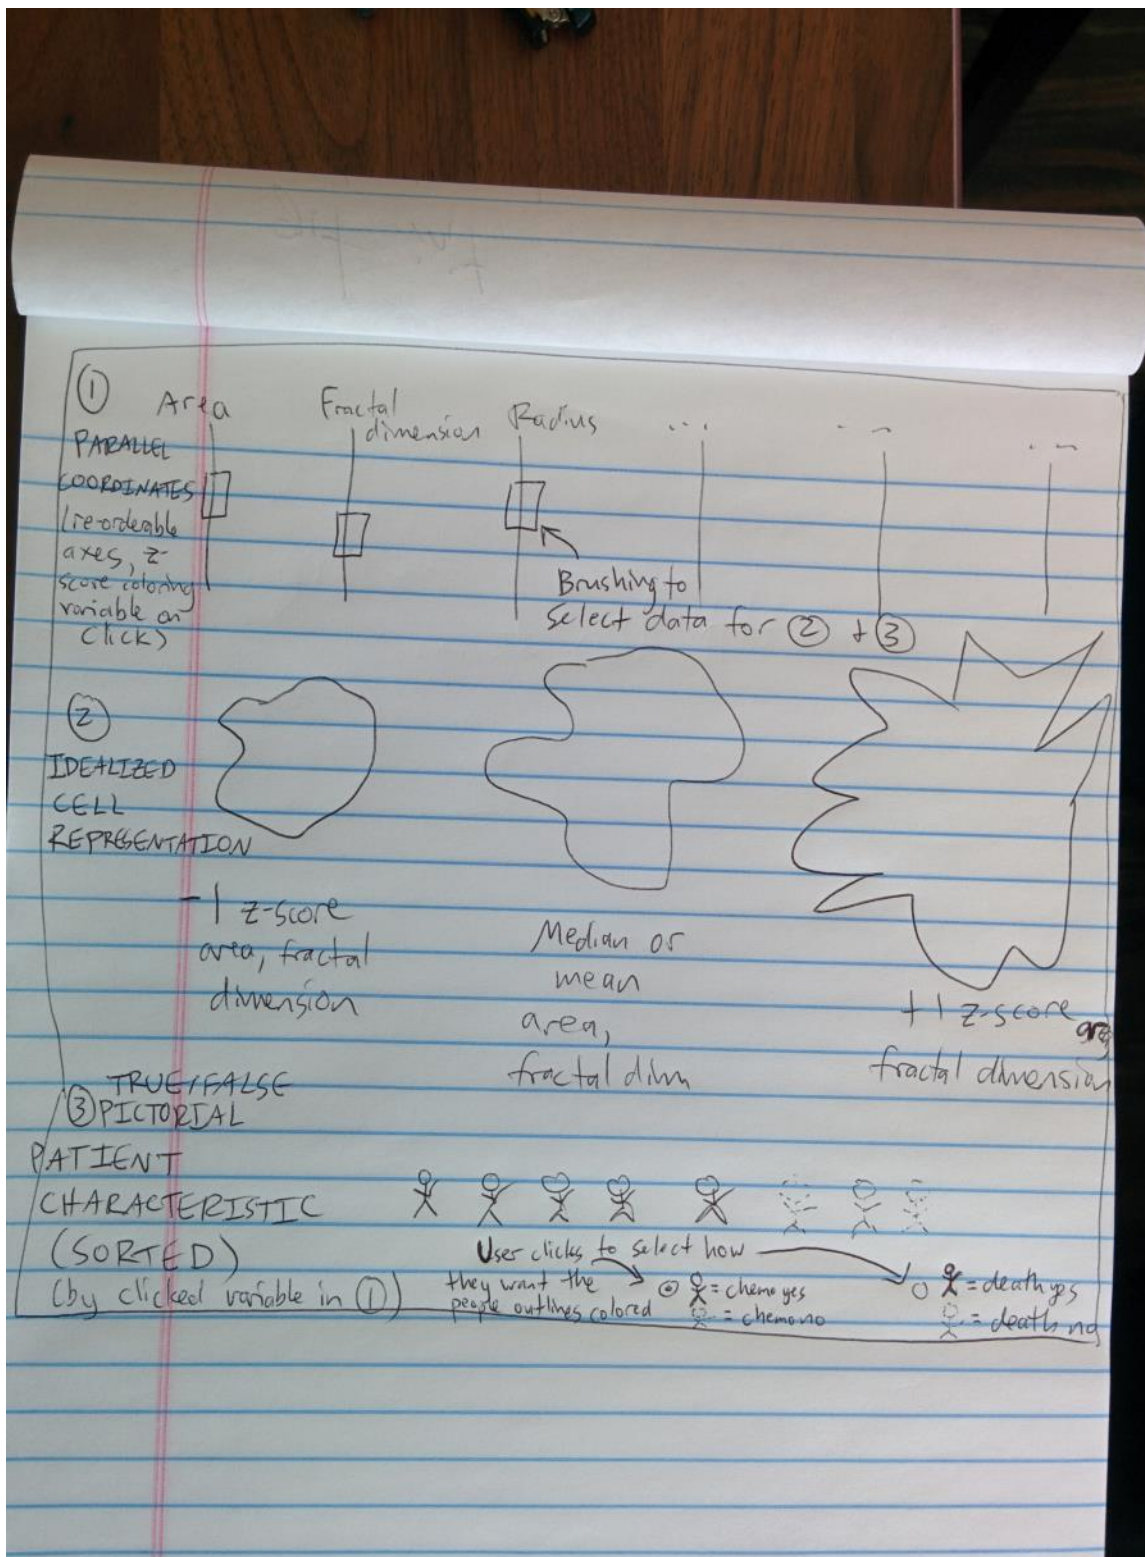 ①
Area
Fractal
dimension
Radius
...
...
...
PARALLEL
COORDINATES
(re-ordeable
axes, z-
score coloring
variable on
click)
Brushing to
select data for ② + ③
②
IDEALIZED
CELL
REPRESENTATION
-1 z-score
area, fractal
dimension
Median or
mean
area,
fractal dim
+1 z-score area,
fractal dimension
TRUE/FALSE
③ PICTORIAL
PATIENT
CHARACTERISTIC
(SORTED)
(by clicked variable in ①)
User clicks to select how
they want the
people outlines colored
= chemo yes
= chemo no
= death yes
= death no